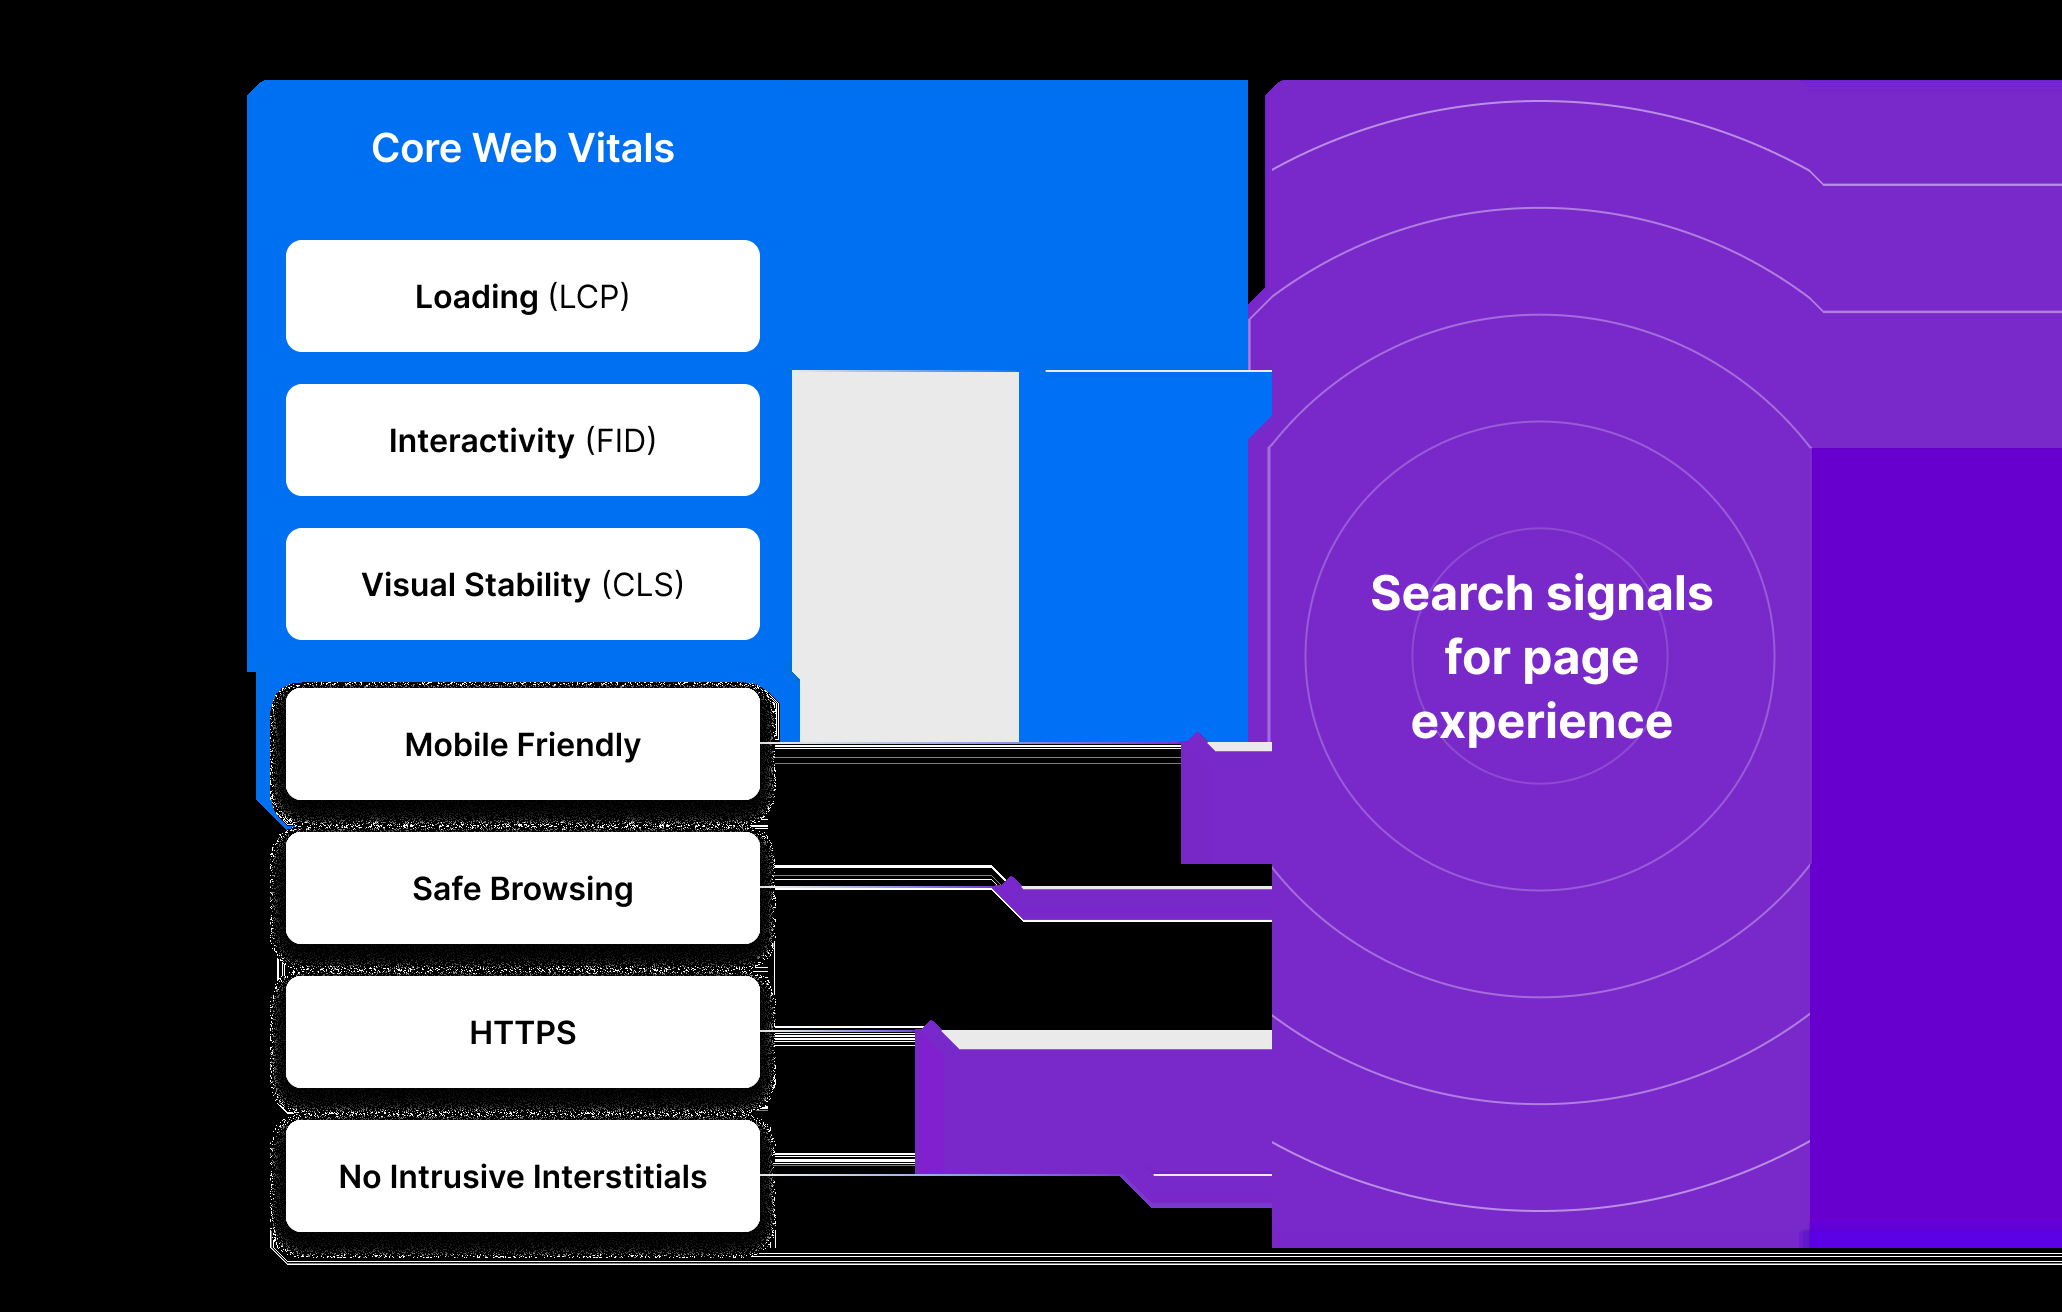 Core Web Vitals
Loading (LCP)
Interactivity (FID)
Visual Stability (CLS)
Mobile Friendly
Safe Browsing
HTTPS
No Intrusive Interstitials
Search signals
for page
experience